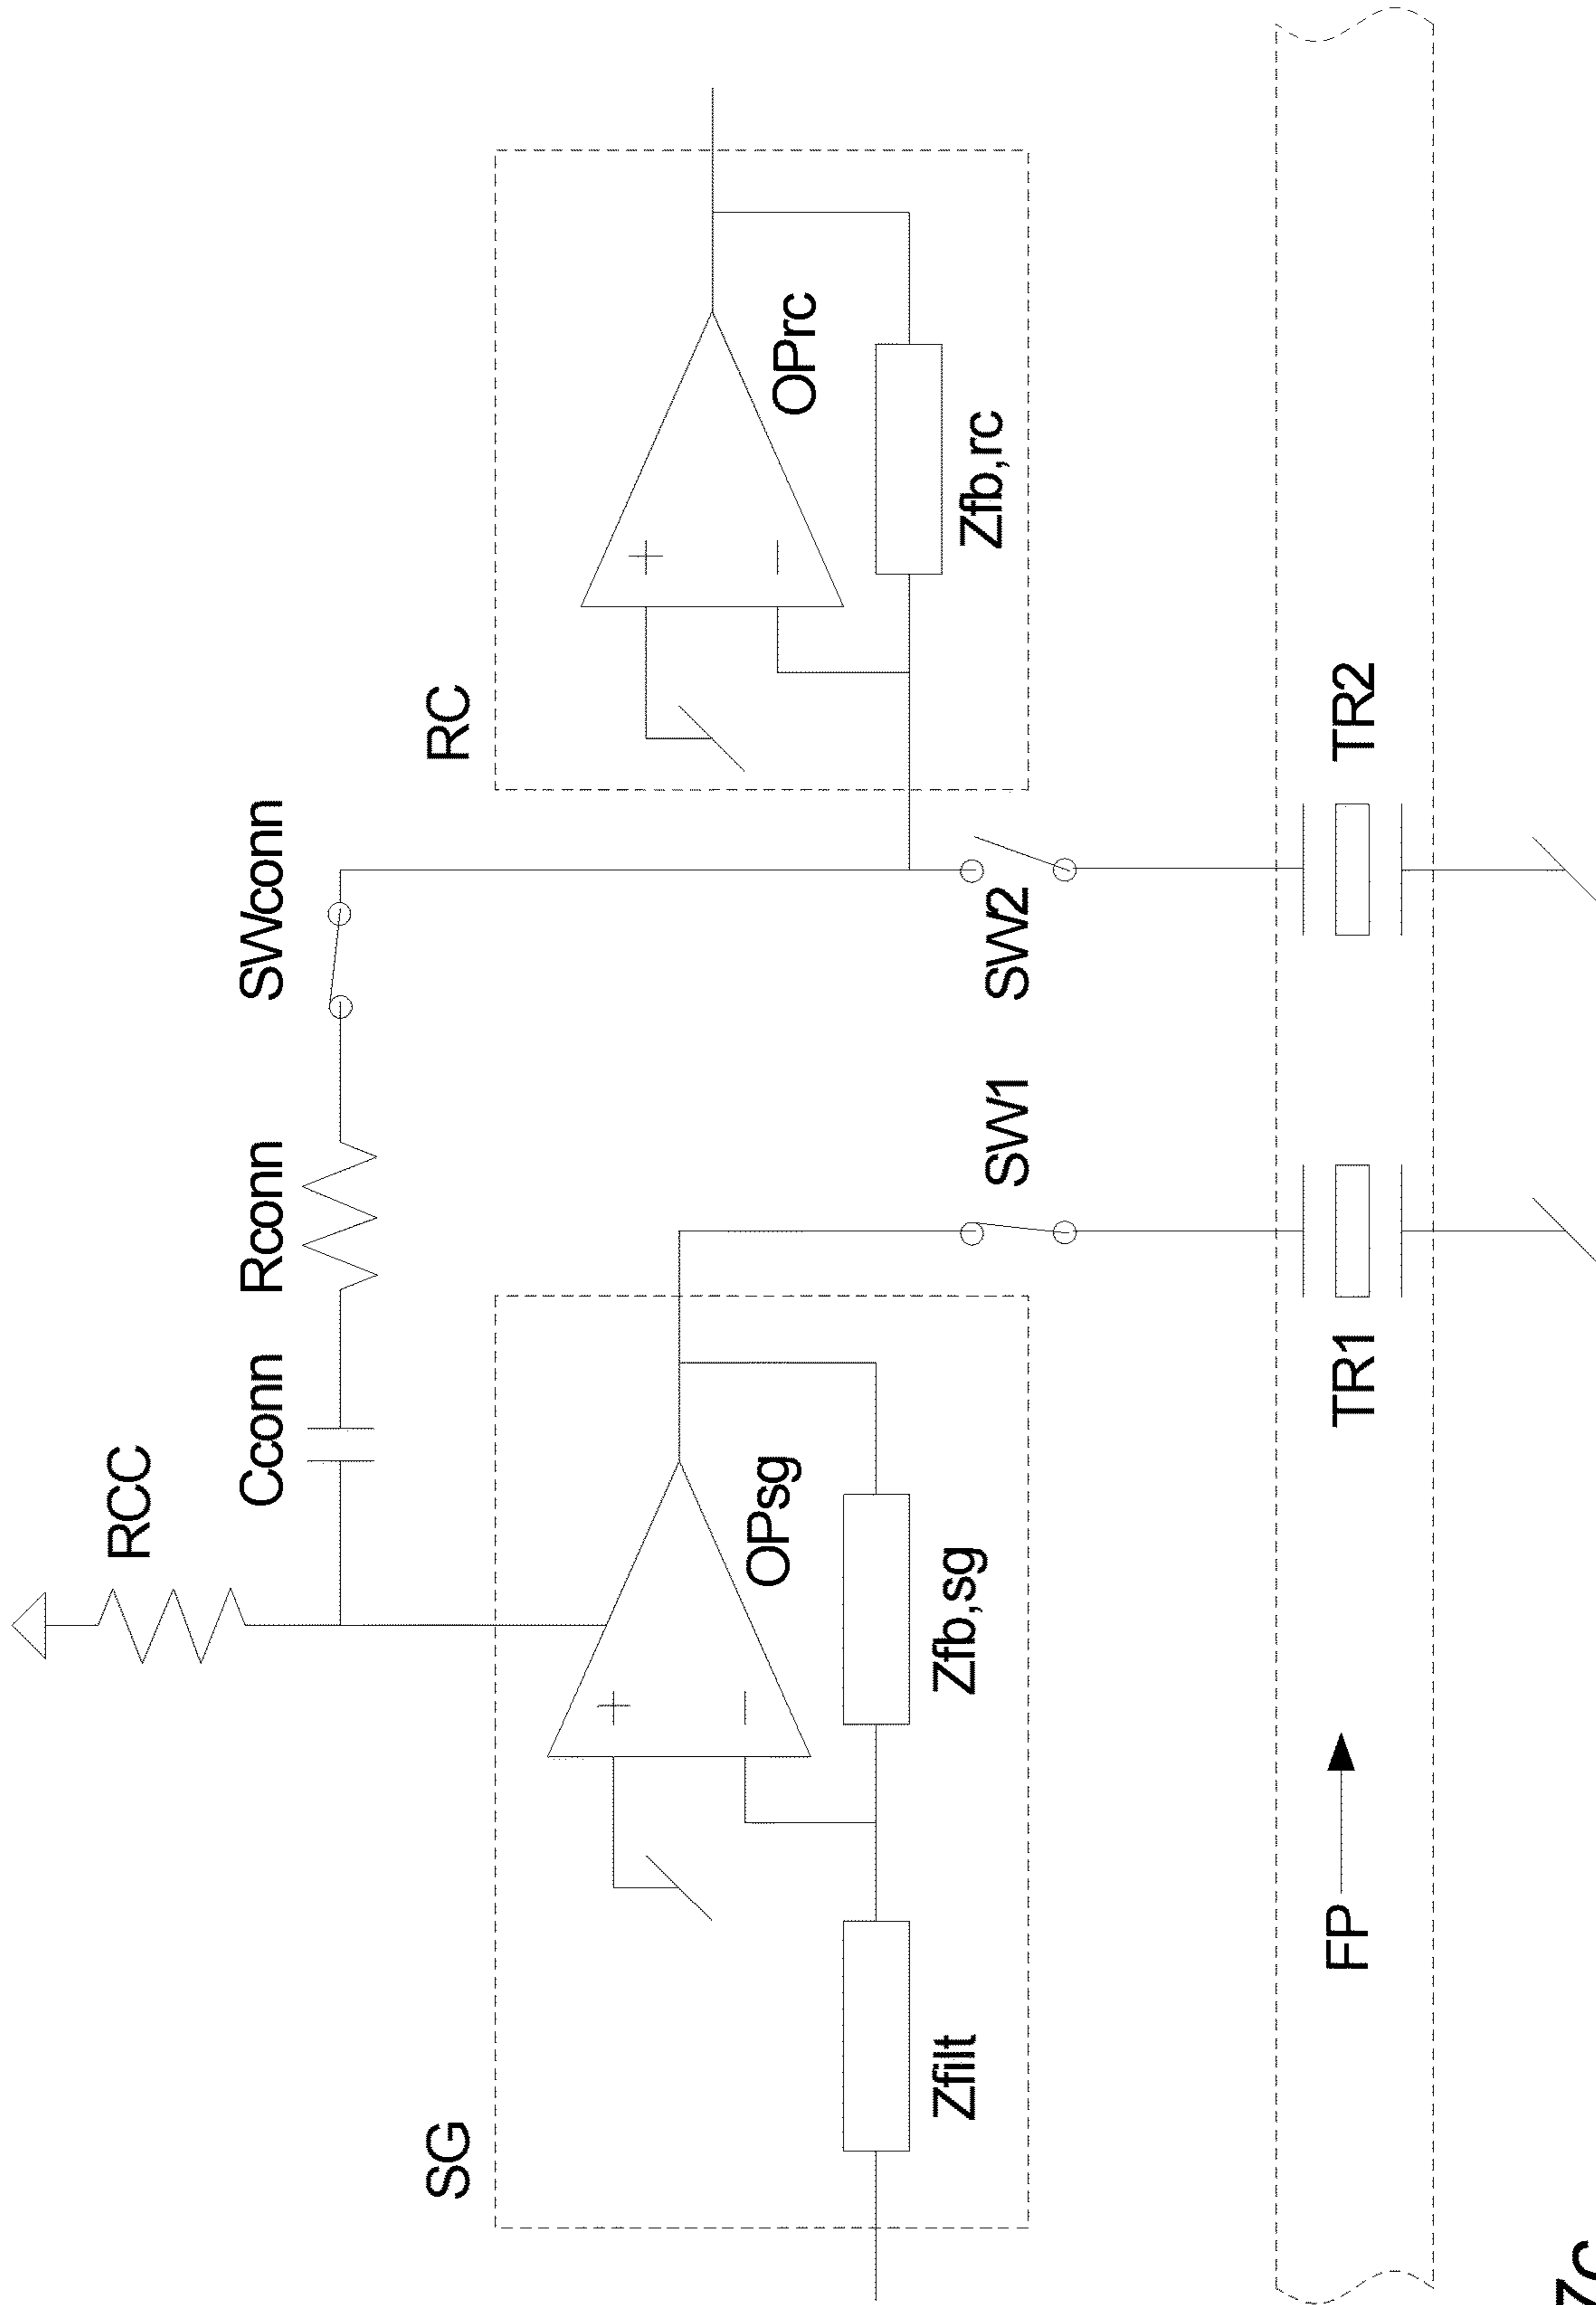 RCC
Cconn Rconn SWconn
SG
RC
+
−
OPsg
+
−
OPrc
Zfilt
Zfb,sg
Zfb,rc
SW1
SW2
FP
TR1
TR2